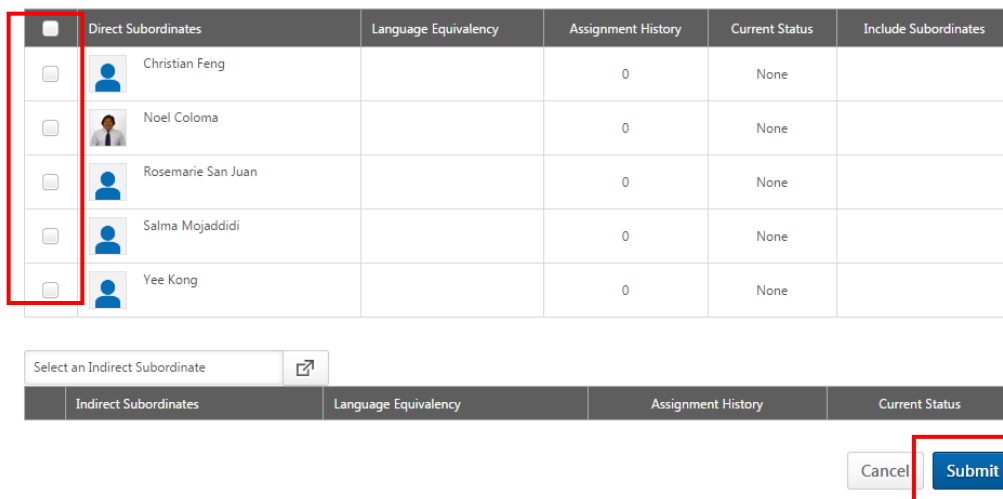 Direct Subordinates Language Equivalency Assignment History Current Status Include Subordinates
Christian Feng 0 None
Noel Coloma 0 None
Rosemarie San Juan 0 None
Salma Mojaddidi 0 None
Yee Kong 0 None
Select an Indirect Subordinate
Indirect Subordinates Language Equivalency Assignment History Current Status
Cancel Submit